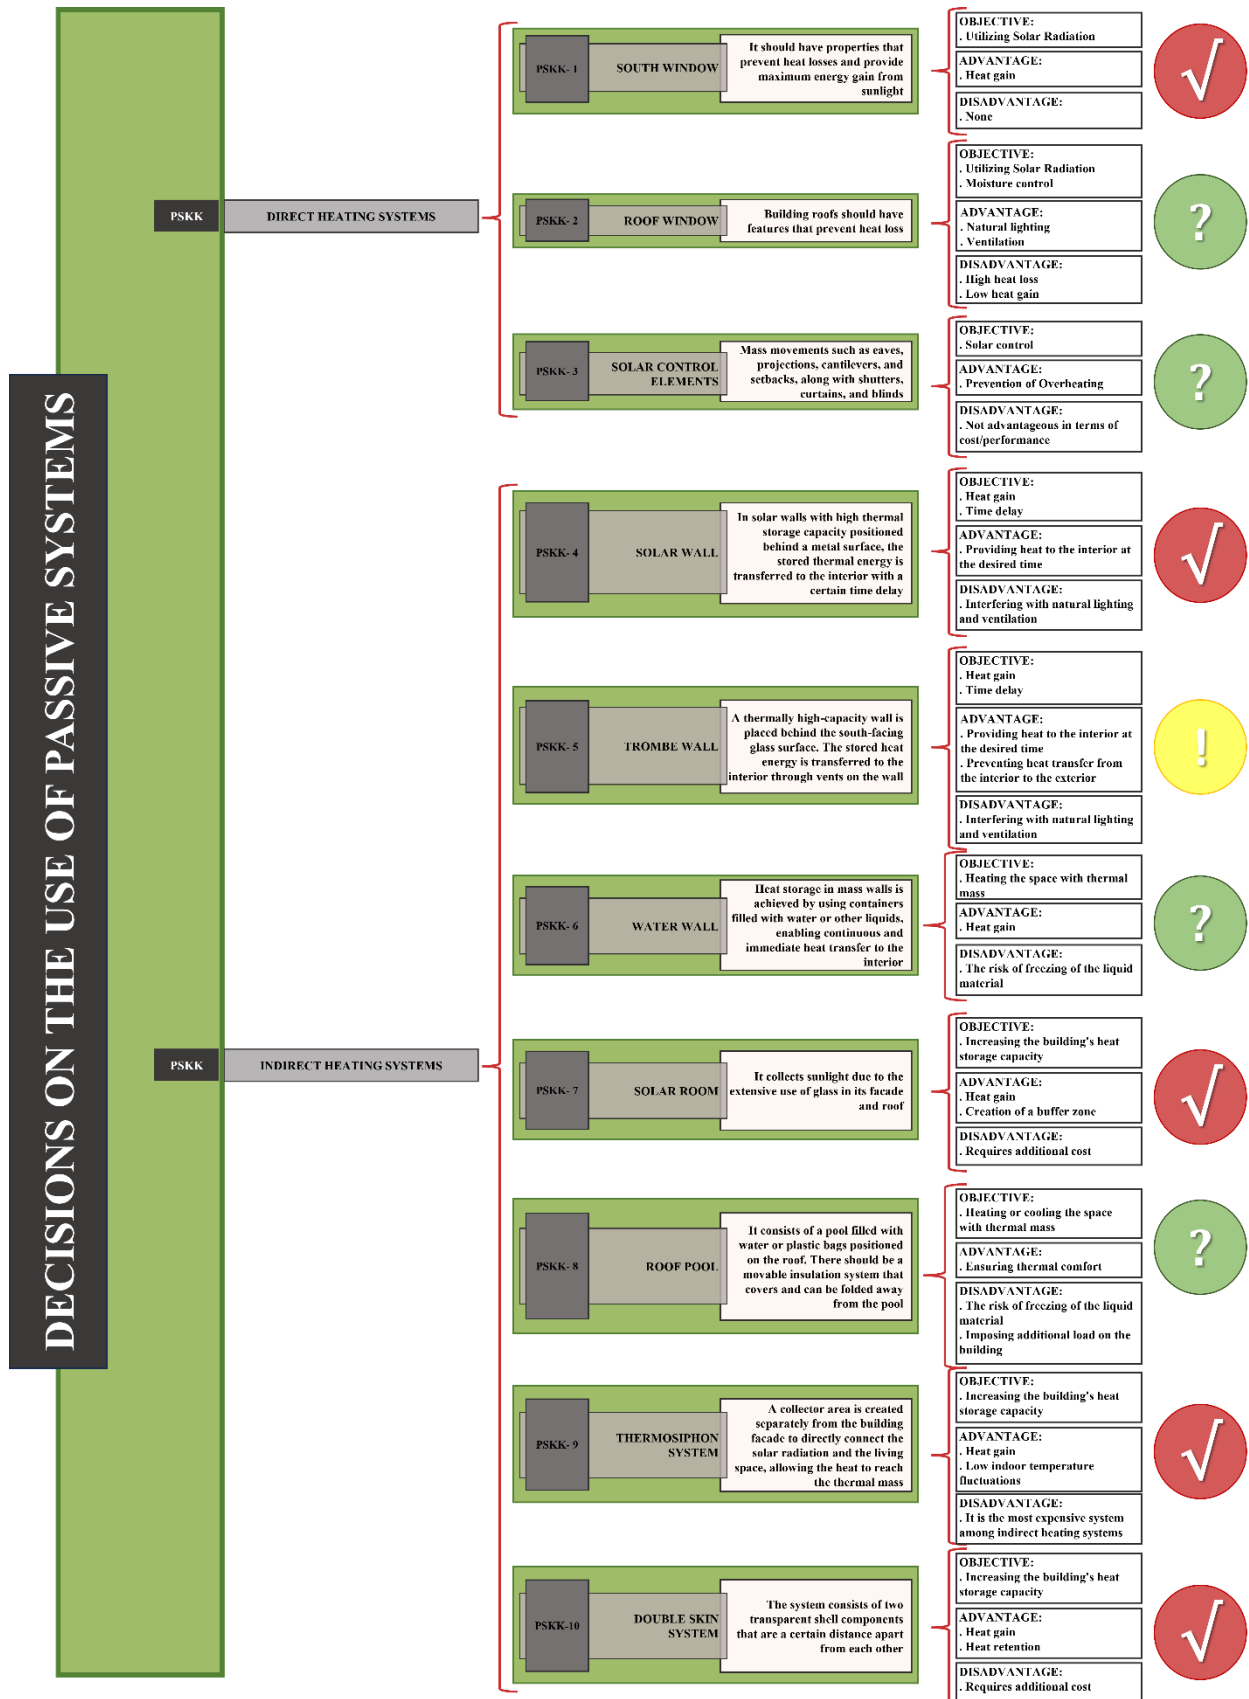 DECISIONS ON THE USE OF PASSIVE SYSTEMS
PSKK
DIRECT HEATING SYSTEMS
PSKK- 1
SOUTH WINDOW
It should have properties that
prevent heat losses and provide
maximum energy gain from
sunlight
OBJECTIVE:
. Utilizing Solar Radiation
ADVANTAGE:
. Heat gain
DISADVANTAGE:
. None
√
PSKK- 2
ROOF WINDOW
Building roofs should have
features that prevent heat loss
OBJECTIVE:
. Utilizing Solar Radiation
. Moisture control
ADVANTAGE:
. Natural lighting
. Ventilation
DISADVANTAGE:
. High heat loss
. Low heat gain
?
PSKK- 3
SOLAR CONTROL
ELEMENTS
Mass movements such as eaves,
projections, cantilevers, and
setbacks, along with shutters,
curtains, and blinds
OBJECTIVE:
. Solar control
ADVANTAGE:
. Prevention of Overheating
DISADVANTAGE:
. Not advantageous in terms of
cost/performance
?
PSKK
INDIRECT HEATING SYSTEMS
PSKK- 4
SOLAR WALL
In solar walls with high thermal
storage capacity positioned
behind a metal surface, the
stored thermal energy is
transferred to the interior with a
certain time delay
OBJECTIVE:
. Heat gain
. Time delay
ADVANTAGE:
. Providing heat to the interior at
the desired time
DISADVANTAGE:
. Interfering with natural lighting
and ventilation
√
PSKK- 5
TROMBE WALL
A thermally high-capacity wall is
placed behind the south-facing
glass surface. The stored heat
energy is transferred to the
interior through vents on the wall
OBJECTIVE:
. Heat gain
. Time delay
ADVANTAGE:
. Providing heat to the interior at
the desired time
. Preventing heat transfer from
the interior to the exterior
DISADVANTAGE:
. Interfering with natural lighting
and ventilation
!
PSKK- 6
WATER WALL
Heat storage in mass walls is
achieved by using containers
filled with water or other liquids,
enabling continuous and
immediate heat transfer to the
interior
OBJECTIVE:
. Heating the space with thermal
mass
ADVANTAGE:
. Heat gain
DISADVANTAGE:
. The risk of freezing of the liquid
material
?
PSKK- 7
SOLAR ROOM
It collects sunlight due to the
extensive use of glass in its facade
and roof
OBJECTIVE:
. Increasing the building's heat
storage capacity
ADVANTAGE:
. Heat gain
. Creation of a buffer zone
DISADVANTAGE:
. Requires additional cost
√
PSKK- 8
ROOF POOL
It consists of a pool filled with
water or plastic bags positioned
on the roof. There should be a
movable insulation system that
covers and can be folded away
from the pool
OBJECTIVE:
. Heating or cooling the space
with thermal mass
ADVANTAGE:
. Ensuring thermal comfort
DISADVANTAGE:
. The risk of freezing of the liquid
material
. Imposing additional load on the
building
?
PSKK- 9
THERMOSIPHON
SYSTEM
A collector area is created
separately from the building
facade to directly connect the
solar radiation and the living
space, allowing the heat to reach
the thermal mass
OBJECTIVE:
. Increasing the building's heat
storage capacity
ADVANTAGE:
. Heat gain
. Low indoor temperature
fluctuations
DISADVANTAGE:
. It is the most expensive system
among indirect heating systems
√
PSKK-10
DOUBLE SKIN
SYSTEM
The system consists of two
transparent shell components
that are a certain distance apart
from each other
OBJECTIVE:
. Increasing the building's heat
storage capacity
ADVANTAGE:
. Heat gain
. Heat retention
DISADVANTAGE:
. Requires additional cost
√